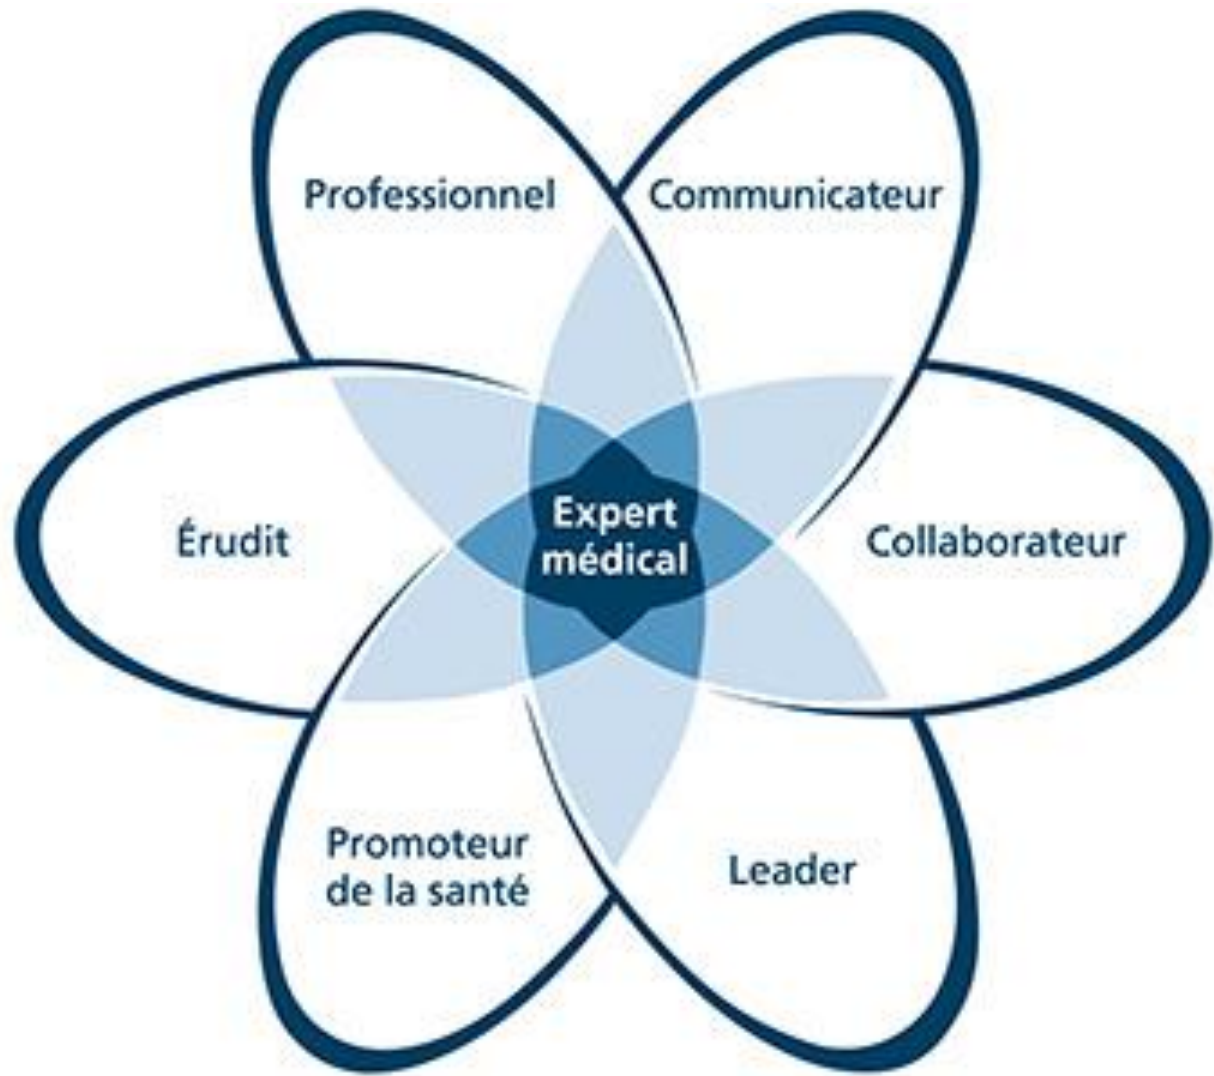 Professionnel
Communicateur
Expert
médical
Érudit
Collaborateur
Promoteur
de la santé
Leader